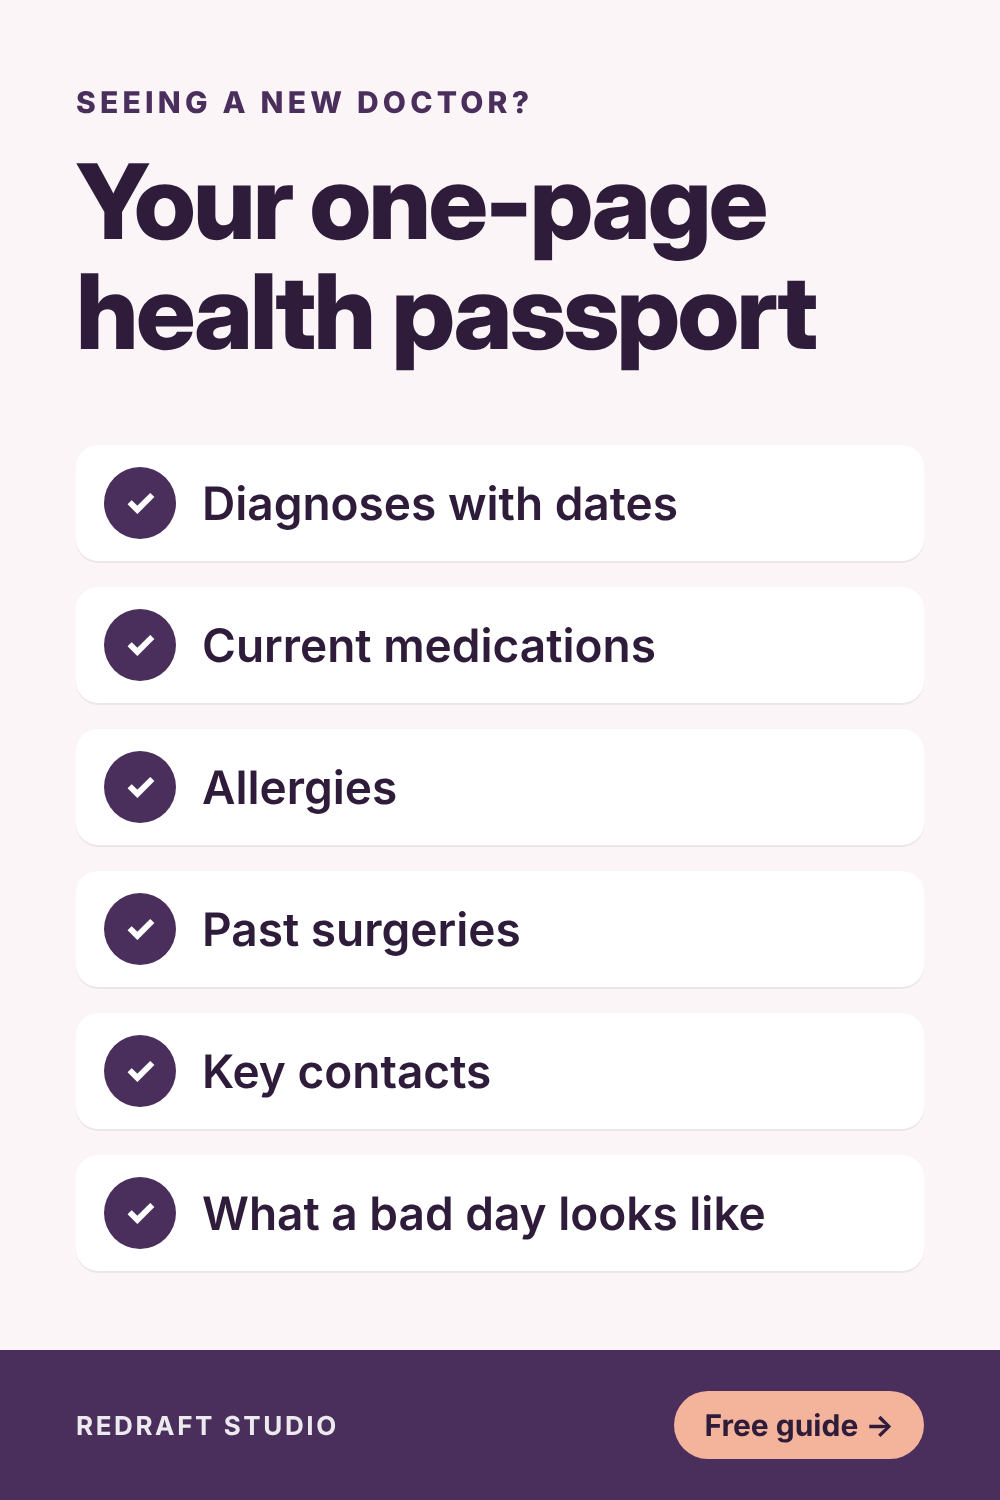 SEEING A NEW DOCTOR?
Your one-page
health passport
Diagnoses with dates
Current medications
Allergies
Past surgeries
Key contacts
What a bad day looks like
REDRAFT STUDIO
Free guide →